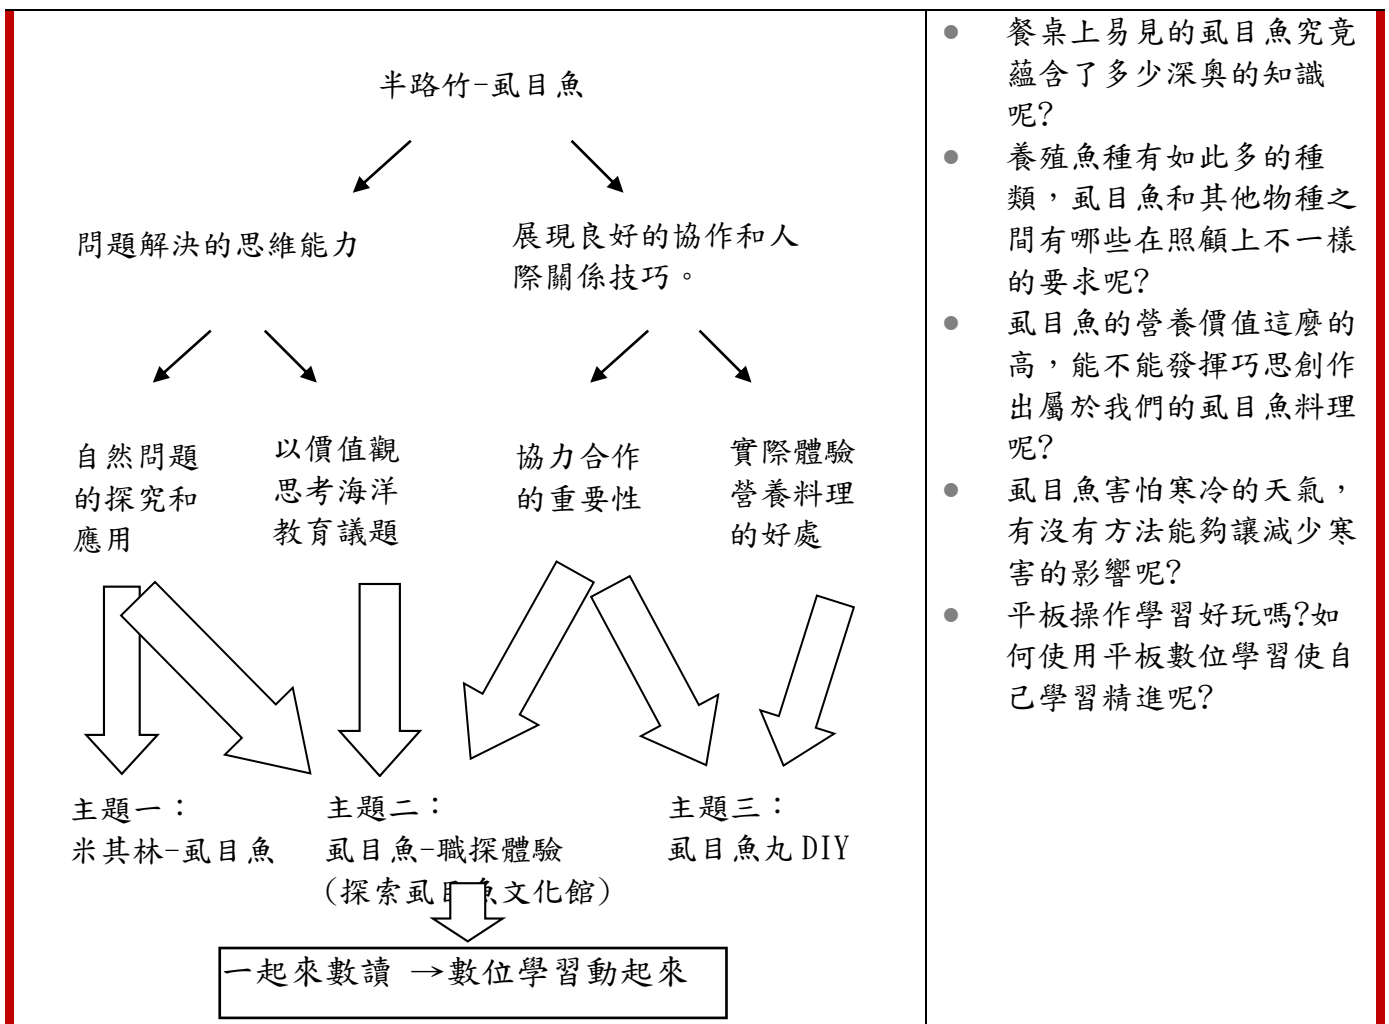 半路竹-虱目魚
問題解決的思維能力
展現良好的協作和人
際關係技巧。
自然問題
的探究和
應用
以價值觀
思考海洋
教育議題
協力合作
的重要性
實際體驗
營養料理
的好處
主題一：
米其林-虱目魚
主題二：
虱目魚-職探體驗
(探索虱目魚文化館)
主題三：
虱目魚丸 DIY
一起來數讀 →數位學習動起來
● 餐桌上易見的虱目魚究竟
蘊含了多少深奧的知識
呢?
● 養殖魚種有如此多的種
類，虱目魚和其他物種之
間有哪些在照顧上不一樣
的要求呢?
● 虱目魚的營養價值這麼的
高，能不能發揮巧思創作
出屬於我們的虱目魚料理
呢?
● 虱目魚害怕寒冷的天氣，
有沒有方法能夠讓減少寒
害的影響呢?
● 平板操作學習好玩嗎?如
何使用平板數位學習使自
己學習精進呢?